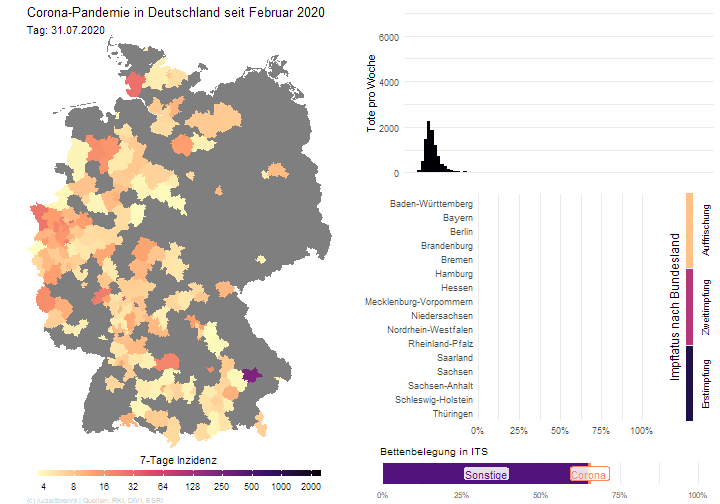 Corona-Pandemie in Deutschland seit Februar 2020
Tag: 31.07.2020
7-Tage Inzidenz
4 8 16 32 64 128 250 500 1000 2000
(c) /u/zeitbrennt | Quellen: RKI, DIVI, ESRI
Tote pro Woche
6000
4000
2000
0
Baden-Württemberg
Bayern
Berlin
Brandenburg
Bremen
Hamburg
Hessen
Mecklenburg-Vorpommern
Niedersachsen
Nordrhein-Westfalen
Rheinland-Pfalz
Saarland
Sachsen
Sachsen-Anhalt
Schleswig-Holstein
Thüringen
0% 25% 50% 75% 100%
Impfstatus nach Bundesland
Auffrischung
Zweitimpfung
Erstimpfung
Bettenbelegung in ITS
Sonstige Corona
0% 25% 50% 75% 100%